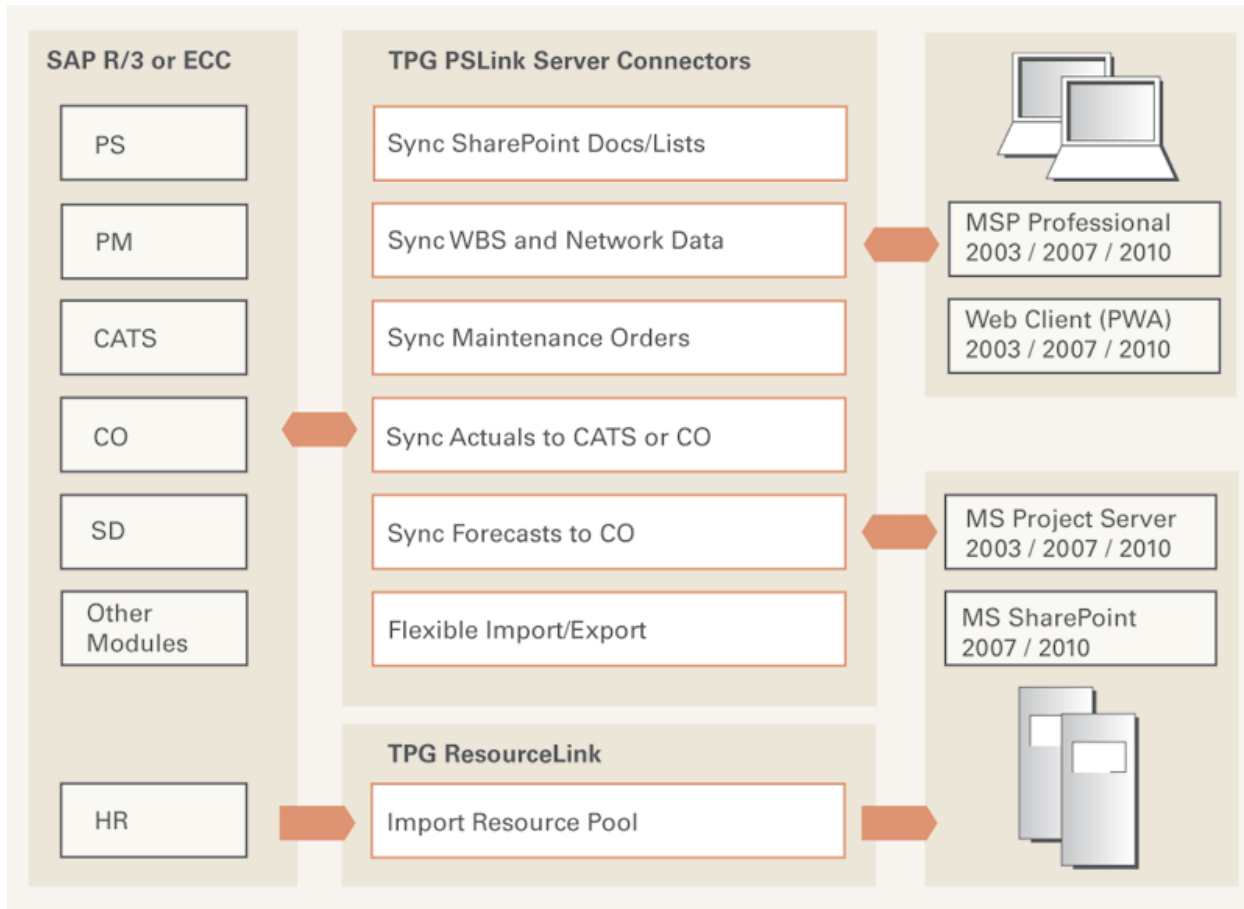 SAP R/3 or ECC
PS
PM
CATS
CO
SD
Other
Modules
HR
TPG PSLink Server Connectors
Sync SharePoint Docs/Lists
Sync WBS and Network Data
Sync Maintenance Orders
Sync Actuals to CATS or CO
Sync Forecasts to CO
Flexible Import/Export
TPG ResourceLink
Import Resource Pool
MSP Professional
2003 / 2007 / 2010
Web Client (PWA)
2003 / 2007 / 2010
MS Project Server
2003 / 2007 / 2010
MS SharePoint
2007 / 2010